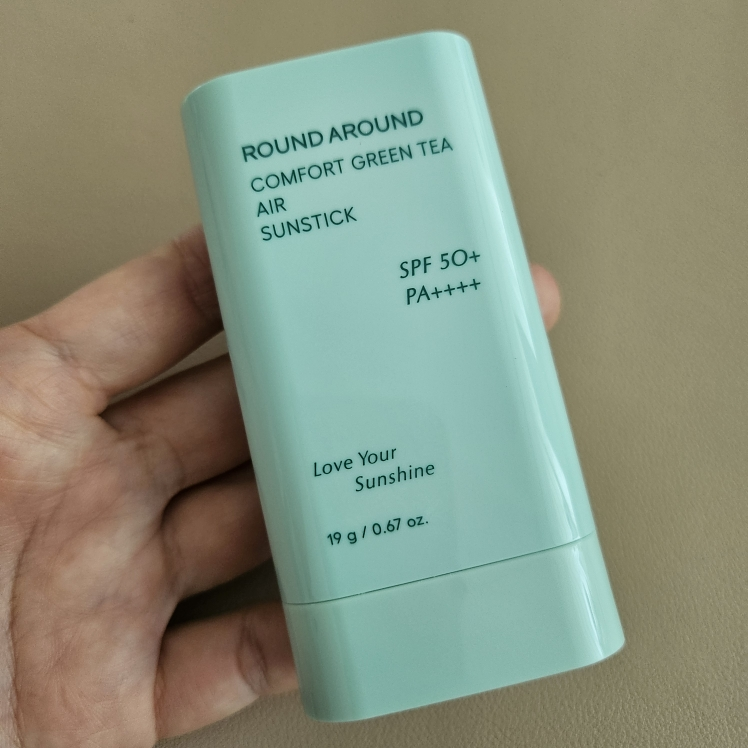 ROUND AROUND
COMFORT GREEN TEA
AIR
SUNSTICK
SPF 50+
PA++++
Love Your
Sunshine
19 g / 0.67 oz.